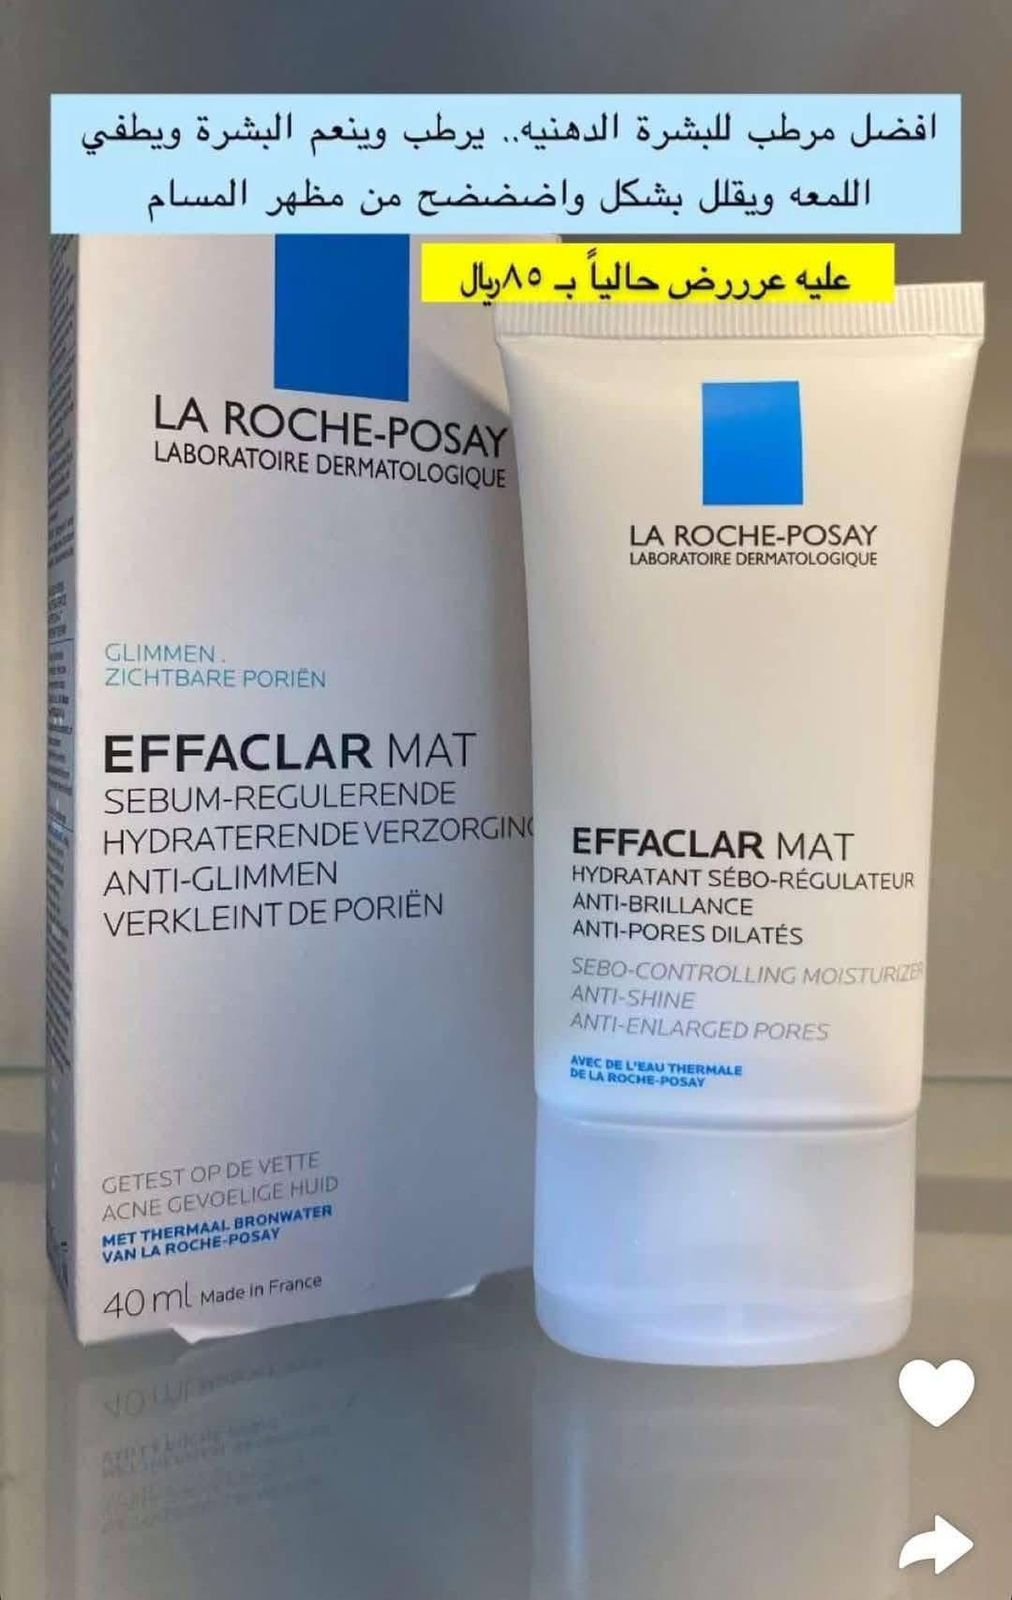 افضل مرطب للبشرة الدهنيه.. يرطب وينعم البشرة ويطفي
اللمعه ويقلل بشكل واضضضضح من مظهر المسام
عليه عرررض حالياً بـ ٨٥ريال
LA ROCHE-POSAY
LABORATOIRE DERMATOLOGIQUE
GLIMMEN.
ZICHTBARE PORIËN
EFFACLAR MAT
SEBUM-REGULERENDE
HYDRATERENDE VERZORGING
ANTI-GLIMMEN
VERKLEINT DE PORIËN
GETEST OP DE VETTE
ACNE GEVOELIGE HUID
MET THERMAAL BRONWATER
VAN LA ROCHE-POSAY
40 ml Made in France
LA ROCHE-POSAY
LABORATOIRE DERMATOLOGIQUE
EFFACLAR MAT
HYDRATANT SÉBO-RÉGULATEUR
ANTI-BRILLANCE
ANTI-PORES DILATÉS
SEBO-CONTROLLING MOISTURIZER
ANTI-SHINE
ANTI-ENLARGED PORES
AVEC DE L'EAU THERMALE
DE LA ROCHE-POSAY